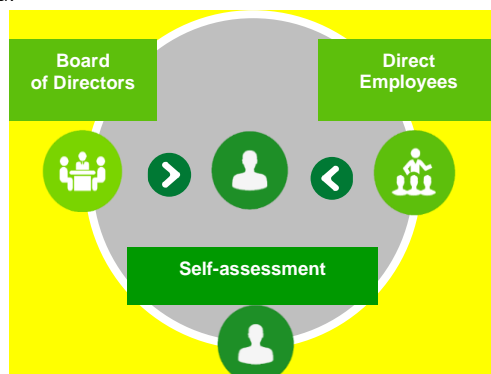 Board
of Directors
Direct
Employees
Self-assessment